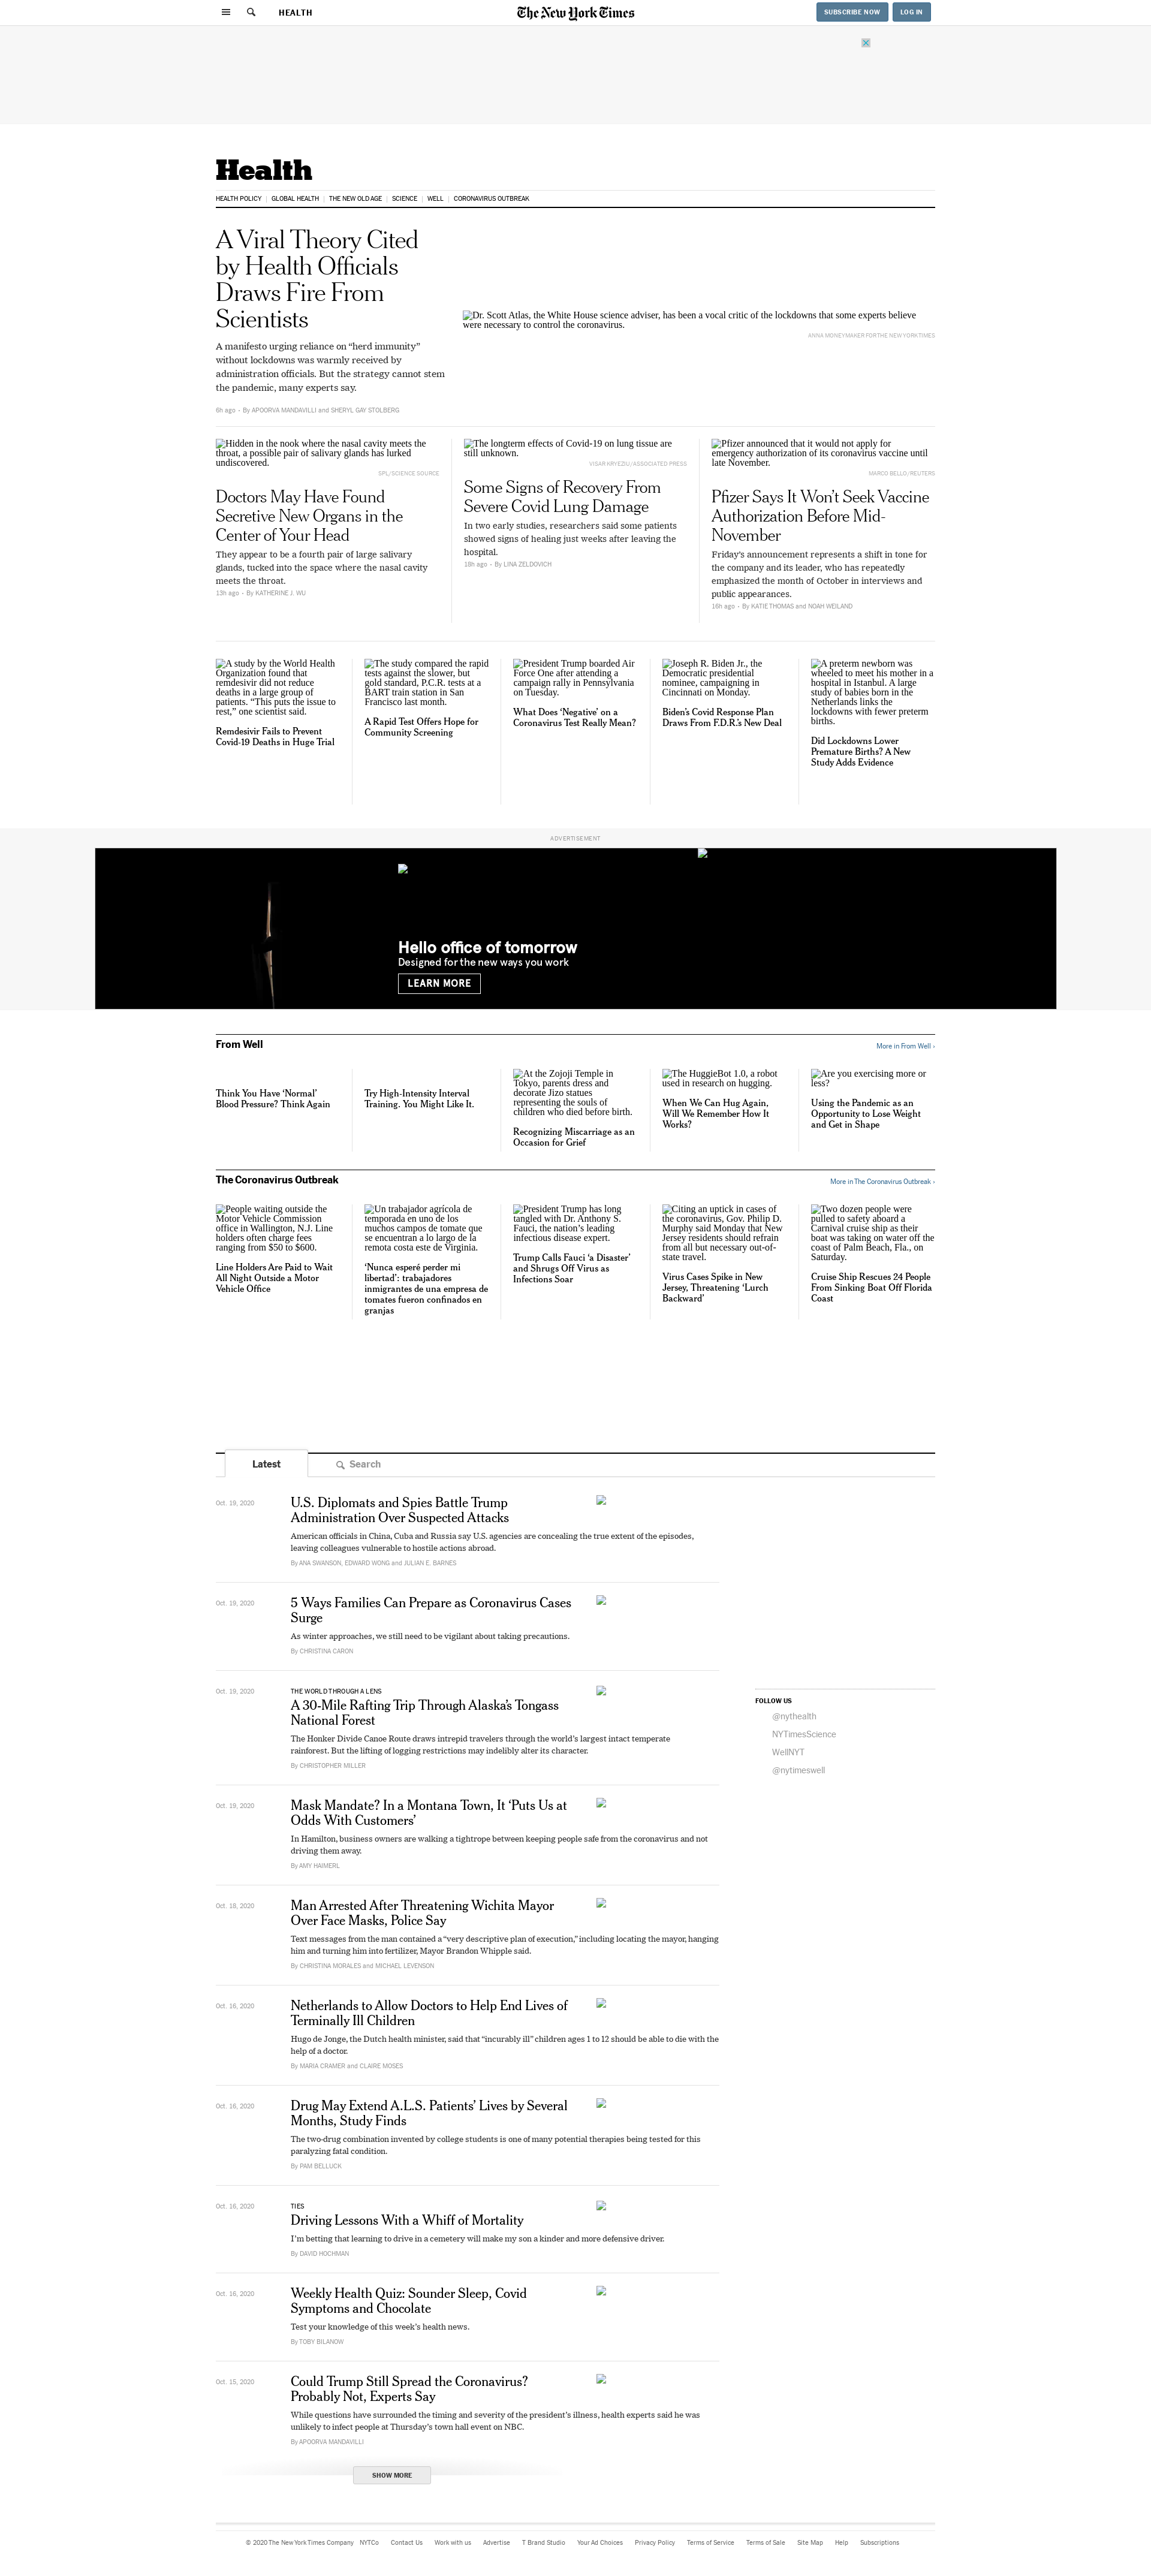 HEALTH
The New York Times
SUBSCRIBE NOW
LOG IN
Health
HEALTH POLICY | GLOBAL HEALTH | THE NEW OLD AGE | SCIENCE | WELL | CORONAVIRUS OUTBREAK
A Viral Theory Cited
by Health Officials
Draws Fire From
Scientists
A manifesto urging reliance on “herd immunity”
without lockdowns was warmly received by
administration officials. But the strategy cannot stem
the pandemic, many experts say.
6h ago • By APOORVA MANDAVILLI and SHERYL GAY STOLBERG
Dr. Scott Atlas, the White House science adviser, has been a vocal critic of the lockdowns that some experts believe
were necessary to control the coronavirus.
ANNA MONEYMAKER FOR THE NEW YORK TIMES
Hidden in the nook where the nasal cavity meets the
throat, a possible pair of salivary glands has lurked
undiscovered.
SPL/SCIENCE SOURCE
Doctors May Have Found
Secretive New Organs in the
Center of Your Head
They appear to be a fourth pair of large salivary
glands, tucked into the space where the nasal cavity
meets the throat.
13h ago • By KATHERINE J. WU
The longterm effects of Covid-19 on lung tissue are
still unknown.
VISAR KRYEZIU/ASSOCIATED PRESS
Some Signs of Recovery From
Severe Covid Lung Damage
In two early studies, researchers said some patients
showed signs of healing just weeks after leaving the
hospital.
18h ago • By LINA ZELDOVICH
Pfizer announced that it would not apply for
emergency authorization of its coronavirus vaccine until
late November.
MARCO BELLO/REUTERS
Pfizer Says It Won’t Seek Vaccine
Authorization Before Mid-
November
Friday’s announcement represents a shift in tone for
the company and its leader, who has repeatedly
emphasized the month of October in interviews and
public appearances.
16h ago • By KATIE THOMAS and NOAH WEILAND
A study by the World Health
Organization found that
remdesivir did not reduce
deaths in a large group of
patients. “This puts the issue to
rest,” one scientist said.
Remdesivir Fails to Prevent
Covid-19 Deaths in Huge Trial
The study compared the rapid
tests against the slower, but
gold standard, P.C.R. tests at a
BART train station in San
Francisco last month.
A Rapid Test Offers Hope for
Community Screening
President Trump boarded Air
Force One after attending a
campaign rally in Pennsylvania
on Tuesday.
What Does ‘Negative’ on a
Coronavirus Test Really Mean?
Joseph R. Biden Jr., the
Democratic presidential
nominee, campaigning in
Cincinnati on Monday.
Biden’s Covid Response Plan
Draws From F.D.R.’s New Deal
A preterm newborn was
wheeled to meet his mother in a
hospital in Istanbul. A large
study of babies born in the
Netherlands links the
lockdowns with fewer preterm
births.
Did Lockdowns Lower
Premature Births? A New
Study Adds Evidence
ADVERTISEMENT
Hello office of tomorrow
Designed for the new ways you work
LEARN MORE
From Well
More in From Well ›
Think You Have ‘Normal’
Blood Pressure? Think Again
Try High-Intensity Interval
Training. You Might Like It.
At the Zojoji Temple in
Tokyo, parents dress and
decorate Jizo statues
representing the souls of
children who died before birth.
Recognizing Miscarriage as an
Occasion for Grief
The HuggieBot 1.0, a robot
used in research on hugging.
When We Can Hug Again,
Will We Remember How It
Works?
Are you exercising more or
less?
Using the Pandemic as an
Opportunity to Lose Weight
and Get in Shape
The Coronavirus Outbreak
More in The Coronavirus Outbreak ›
People waiting outside the
Motor Vehicle Commission
office in Wallington, N.J. Line
holders often charge fees
ranging from $50 to $600.
Line Holders Are Paid to Wait
All Night Outside a Motor
Vehicle Office
Un trabajador agrícola de
temporada en uno de los
muchos campos de tomate que
se encuentran a lo largo de la
remota costa este de Virginia.
‘Nunca esperé perder mi
libertad’: trabajadores
inmigrantes de una empresa de
tomates fueron confinados en
granjas
President Trump has long
tangled with Dr. Anthony S.
Fauci, the nation’s leading
infectious disease expert.
Trump Calls Fauci ‘a Disaster’
and Shrugs Off Virus as
Infections Soar
Citing an uptick in cases of
the coronavirus, Gov. Philip D.
Murphy said Monday that New
Jersey residents should refrain
from all but necessary out-of-
state travel.
Virus Cases Spike in New
Jersey, Threatening ‘Lurch
Backward’
Two dozen people were
pulled to safety aboard a
Carnival cruise ship as their
boat was taking on water off the
coast of Palm Beach, Fla., on
Saturday.
Cruise Ship Rescues 24 People
From Sinking Boat Off Florida
Coast
Latest
Search
Oct. 19, 2020
U.S. Diplomats and Spies Battle Trump
Administration Over Suspected Attacks
American officials in China, Cuba and Russia say U.S. agencies are concealing the true extent of the episodes,
leaving colleagues vulnerable to hostile actions abroad.
By ANA SWANSON, EDWARD WONG and JULIAN E. BARNES
Oct. 19, 2020
5 Ways Families Can Prepare as Coronavirus Cases
Surge
As winter approaches, we still need to be vigilant about taking precautions.
By CHRISTINA CARON
Oct. 19, 2020
THE WORLD THROUGH A LENS
A 30-Mile Rafting Trip Through Alaska’s Tongass
National Forest
The Honker Divide Canoe Route draws intrepid travelers through the world’s largest intact temperate
rainforest. But the lifting of logging restrictions may indelibly alter its character.
By CHRISTOPHER MILLER
FOLLOW US
@nythealth
NYTimesScience
WellNYT
@nytimeswell
Oct. 19, 2020
Mask Mandate? In a Montana Town, It ‘Puts Us at
Odds With Customers’
In Hamilton, business owners are walking a tightrope between keeping people safe from the coronavirus and not
driving them away.
By AMY HAIMERL
Oct. 18, 2020
Man Arrested After Threatening Wichita Mayor
Over Face Masks, Police Say
Text messages from the man contained a “very descriptive plan of execution,” including locating the mayor, hanging
him and turning him into fertilizer, Mayor Brandon Whipple said.
By CHRISTINA MORALES and MICHAEL LEVENSON
Oct. 16, 2020
Netherlands to Allow Doctors to Help End Lives of
Terminally Ill Children
Hugo de Jonge, the Dutch health minister, said that “incurably ill” children ages 1 to 12 should be able to die with the
help of a doctor.
By MARIA CRAMER and CLAIRE MOSES
Oct. 16, 2020
Drug May Extend A.L.S. Patients’ Lives by Several
Months, Study Finds
The two-drug combination invented by college students is one of many potential therapies being tested for this
paralyzing fatal condition.
By PAM BELLUCK
Oct. 16, 2020
TIES
Driving Lessons With a Whiff of Mortality
I’m betting that learning to drive in a cemetery will make my son a kinder and more defensive driver.
By DAVID HOCHMAN
Oct. 16, 2020
Weekly Health Quiz: Sounder Sleep, Covid
Symptoms and Chocolate
Test your knowledge of this week’s health news.
By TOBY BILANOW
Oct. 15, 2020
Could Trump Still Spread the Coronavirus?
Probably Not, Experts Say
While questions have surrounded the timing and severity of the president’s illness, health experts said he was
unlikely to infect people at Thursday’s town hall event on NBC.
By APOORVA MANDAVILLI
SHOW MORE
© 2020 The New York Times Company NYTCo Contact Us Work with us Advertise T Brand Studio Your Ad Choices Privacy Policy Terms of Service Terms of Sale Site Map Help Subscriptions